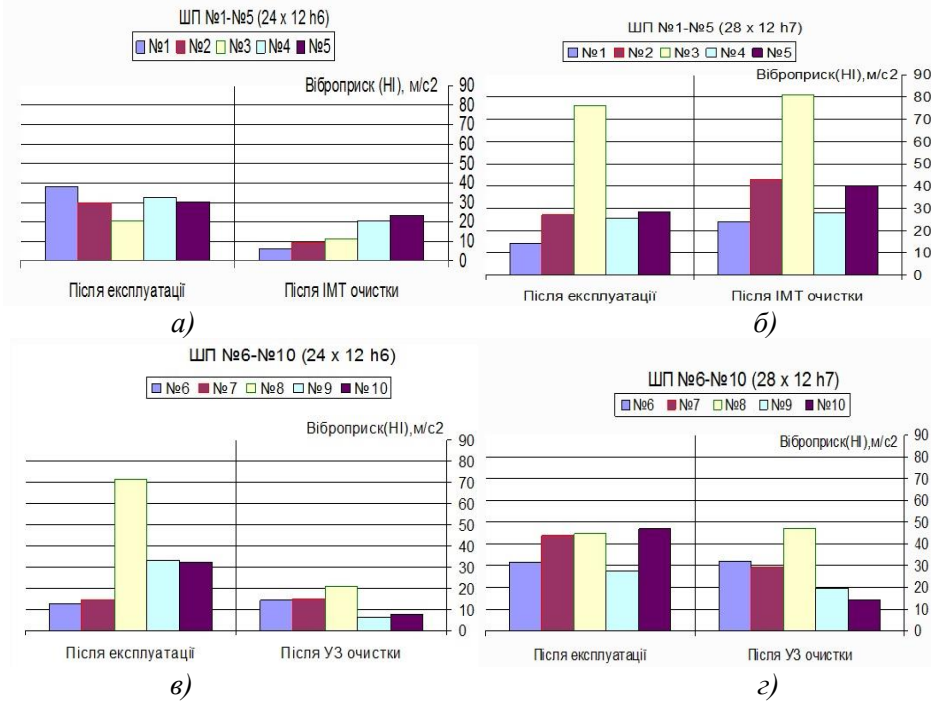 ШП №1-№5 (24 x 12 h6)
№1 №2 №3 №4 №5
Віброприск (HI), м/с2
90
80
70
60
50
40
30
20
10
0
Після експлуатації Після ІМТ очистки
а)
ШП №1-№5 (28 x 12 h7)
№1 №2 №3 №4 №5
Віброприск(HI),м/с2
90
80
70
60
50
40
30
20
10
0
Після експлуатації Після ІМТ очистки
б)
ШП №6-№10 (24 x 12 h6)
№6 №7 №8 №9 №10
Віброприск(HI),м/с2
90
80
70
60
50
40
30
20
10
0
Після експлуатації Після УЗ очистки
в)
ШП №6-№10 (28 x 12 h7)
№6 №7 №8 №9 №10
Віброприск(HI),м/с2
90
80
70
60
50
40
30
20
10
0
Після експлуатації Після УЗ очистки
г)